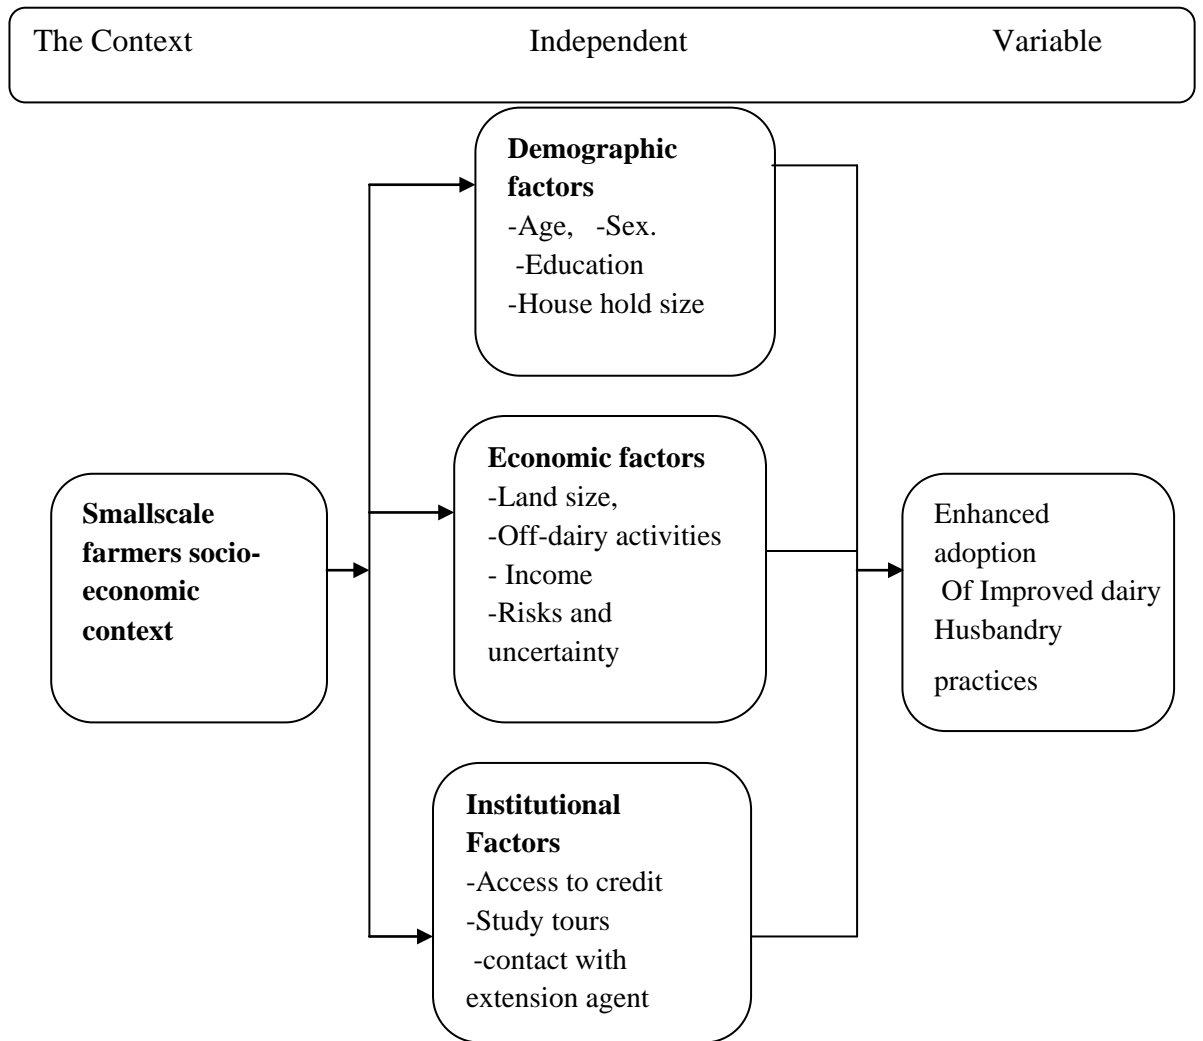 The Context Independent Variable
Demographic
factors
-Age, -Sex.
-Education
-House hold size
Economic factors
-Land size,
-Off-dairy activities
- Income
-Risks and
uncertainty
Smallscale
farmers socio-
economic
context
Enhanced
adoption
Of Improved dairy
Husbandry
practices
Institutional
Factors
-Access to credit
-Study tours
-contact with
extension agent